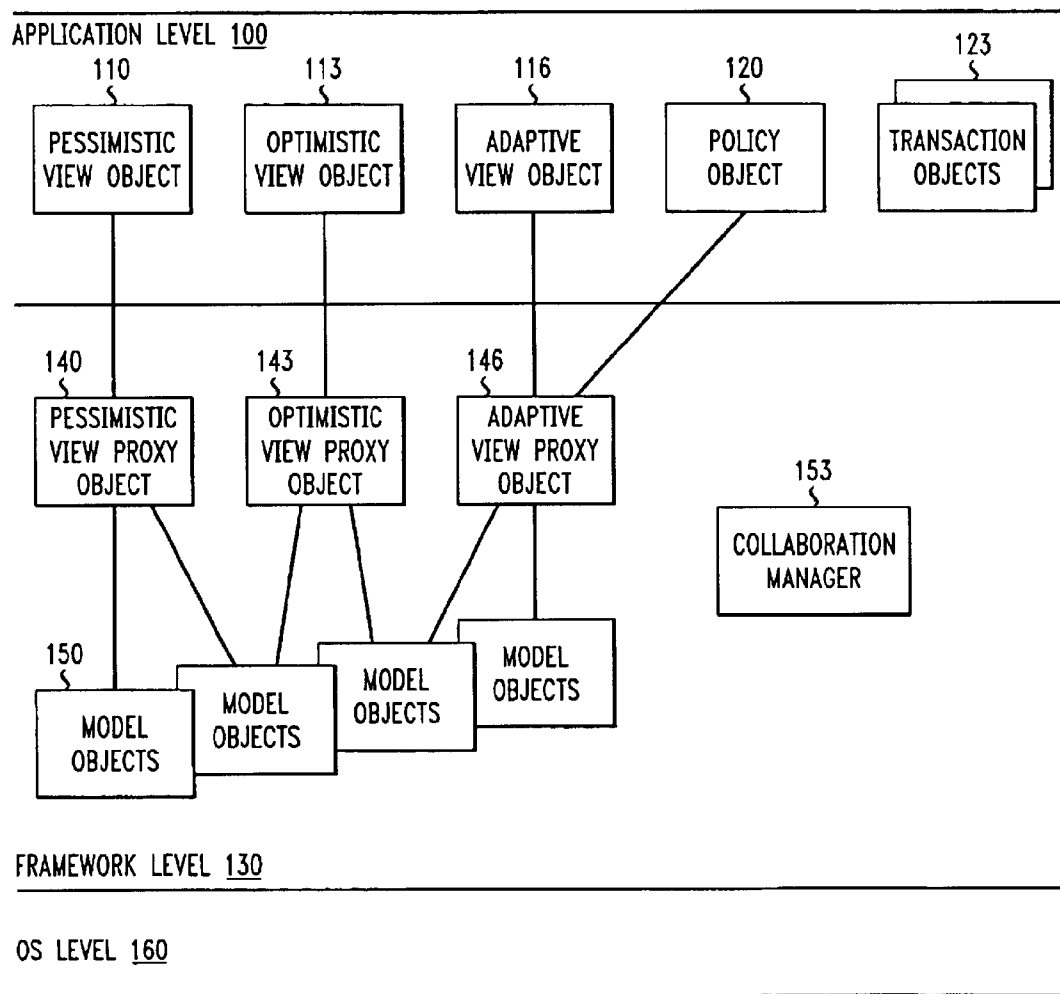 APPLICATION LEVEL 100
110
113
116
120
123
PESSIMISTIC
VIEW OBJECT
OPTIMISTIC
VIEW OBJECT
ADAPTIVE
VIEW OBJECT
POLICY
OBJECT
TRANSACTION
OBJECTS
140
143
146
PESSIMISTIC
VIEW PROXY
OBJECT
OPTIMISTIC
VIEW PROXY
OBJECT
ADAPTIVE
VIEW PROXY
OBJECT
153
COLLABORATION
MANAGER
150
MODEL
OBJECTS
MODEL
OBJECTS
MODEL
OBJECTS
MODEL
OBJECTS
FRAMEWORK LEVEL 130
OS LEVEL 160